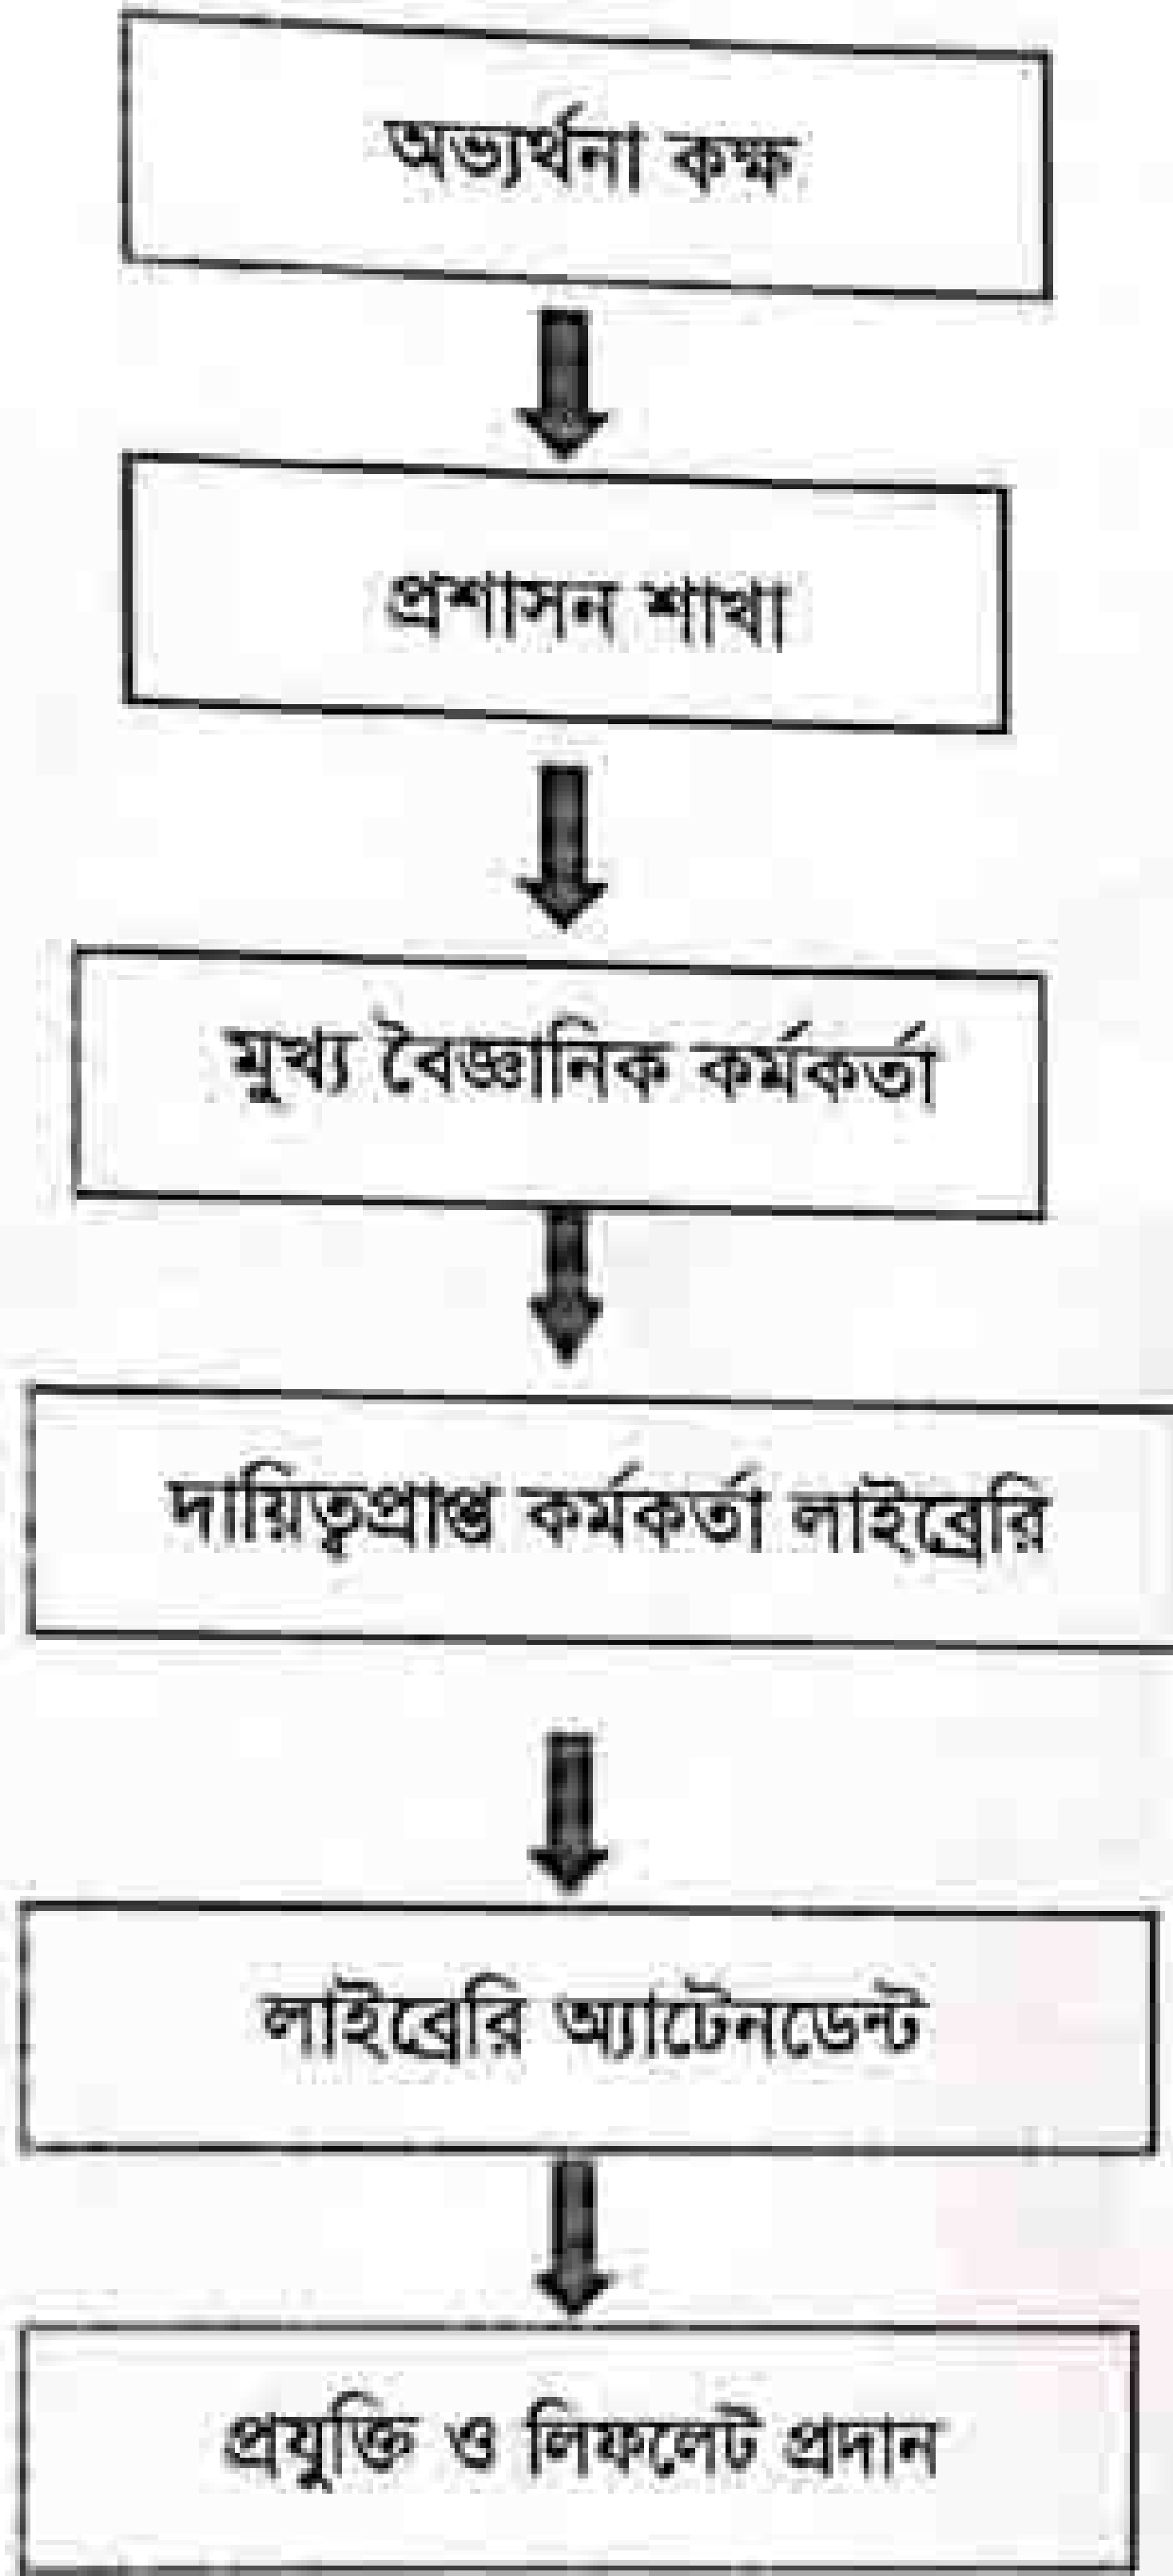 অভ্যর্থনা কক্ষ
প্রশাসন শাখা
মুখ্য বৈজ্ঞানিক কর্মকর্তা
দায়িত্বপ্রাপ্ত কর্মকর্তা লাইব্রেরি
লাইব্রেরি অ্যাটেনডেন্ট
প্রযুক্তি ও লিফলেট প্রদান